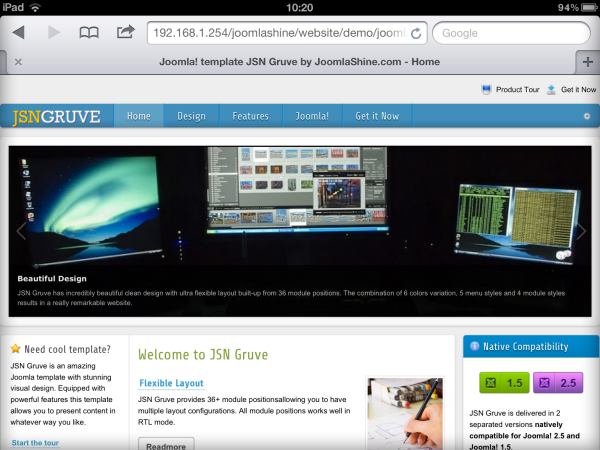 iPad 10:20 94%
192.168.1.254/joomlashine/website/demo/jooml
Google
Joomla! template JSN Gruve by JoomlaShine.com - Home
Product Tour Get it Now
JSNGRUVE Home Design Features Joomla! Get it Now
Beautiful Design
JSN Gruve has incredibly beautiful clean design with ultra flexible layout built-up from 36 module positions. The combination of 6 colors variation, 5 menu styles and 4 module styles
results in a really remarkable website.
Need cool template?
JSN Gruve is an amazing
Joomla template with stunning
visual design. Equipped with
powerful features this template
allows you to present content in
whatever way you like.
Start the tour
Welcome to JSN Gruve
Flexible Layout
JSN Gruve provides 36+ module positionsallowing you to have
multiple layout configurations. All module positions works well in
RTL mode.
Readmore
Native Compatibility
1.5 2.5
JSN Gruve is delivered in 2
separated versions natively
compatible for Joomla! 2.5 and
Joomla! 1.5.